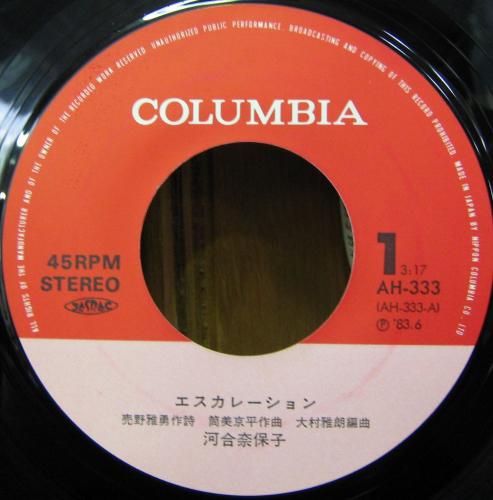 ALL RIGHTS OF THE MANUFACTURER AND OF THE OWNER OF THE RECORDED WORK RESERVED UNAUTHORIZED PUBLIC PERFORMANCE, BROADCASTING AND COPYING OF THIS RECORD PROHIBITED MADE IN JAPAN BY NIPPON COLUMBIA CO., LTD
COLUMBIA
45RPM
STEREO
JASRAC
1 3:17
AH-333
(AH-333-A)
Ⓟ '83.6
エスカレーション
売野雅勇作詩 筒美京平作曲 大村雅朗編曲
河合奈保子